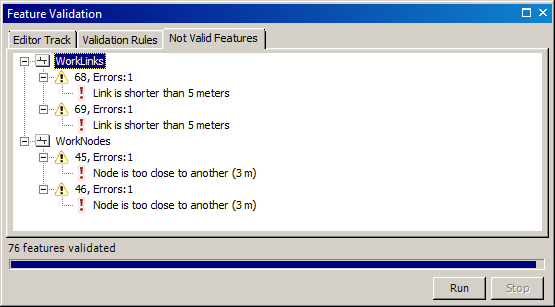 Feature Validation
Editor Track Validation Rules Not Valid Features
WorkLinks
68, Errors:1
Link is shorter than 5 meters
69, Errors:1
Link is shorter than 5 meters
WorkNodes
45, Errors:1
Node is too close to another (3 m)
46, Errors:1
Node is too close to another (3 m)
76 features validated
Run Stop